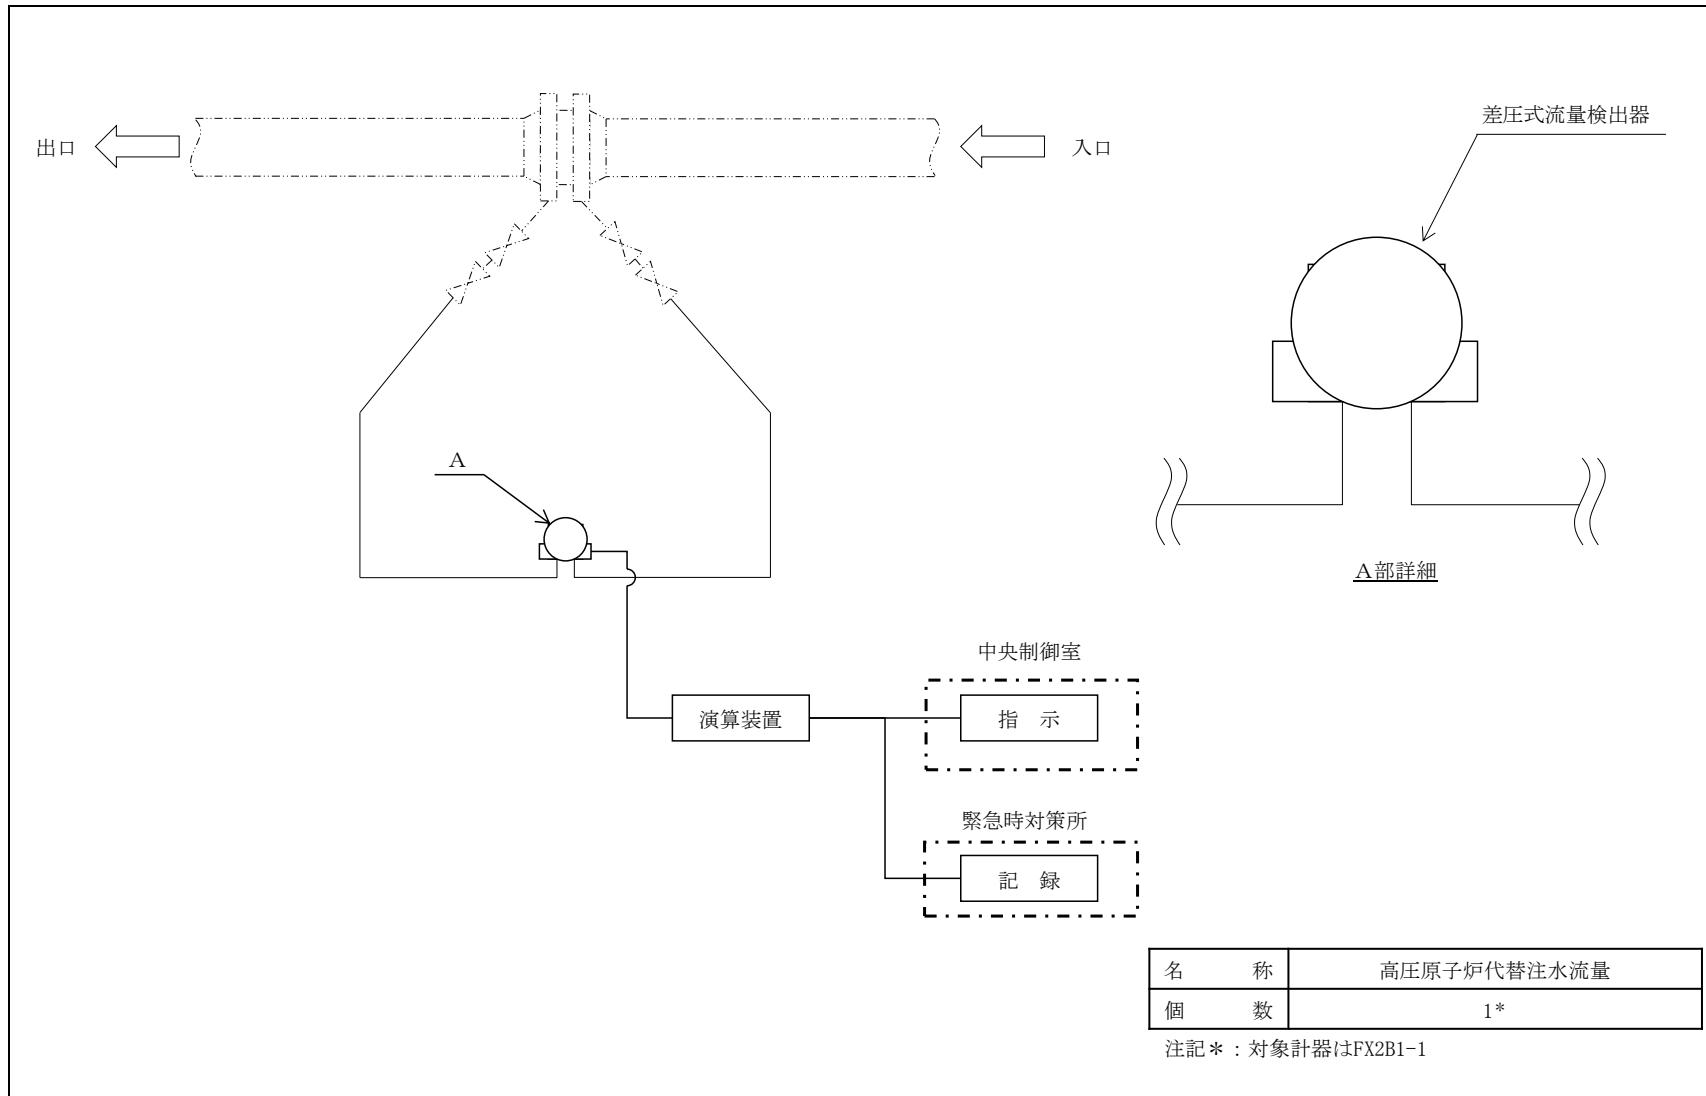 出口
入口
差圧式流量検出器
A
A部詳細
中央制御室
演算装置
指 示
緊急時対策所
記 録
名 称 高圧原子炉代替注水流量
個 数 1*
注記＊：対象計器はFX2B1-1